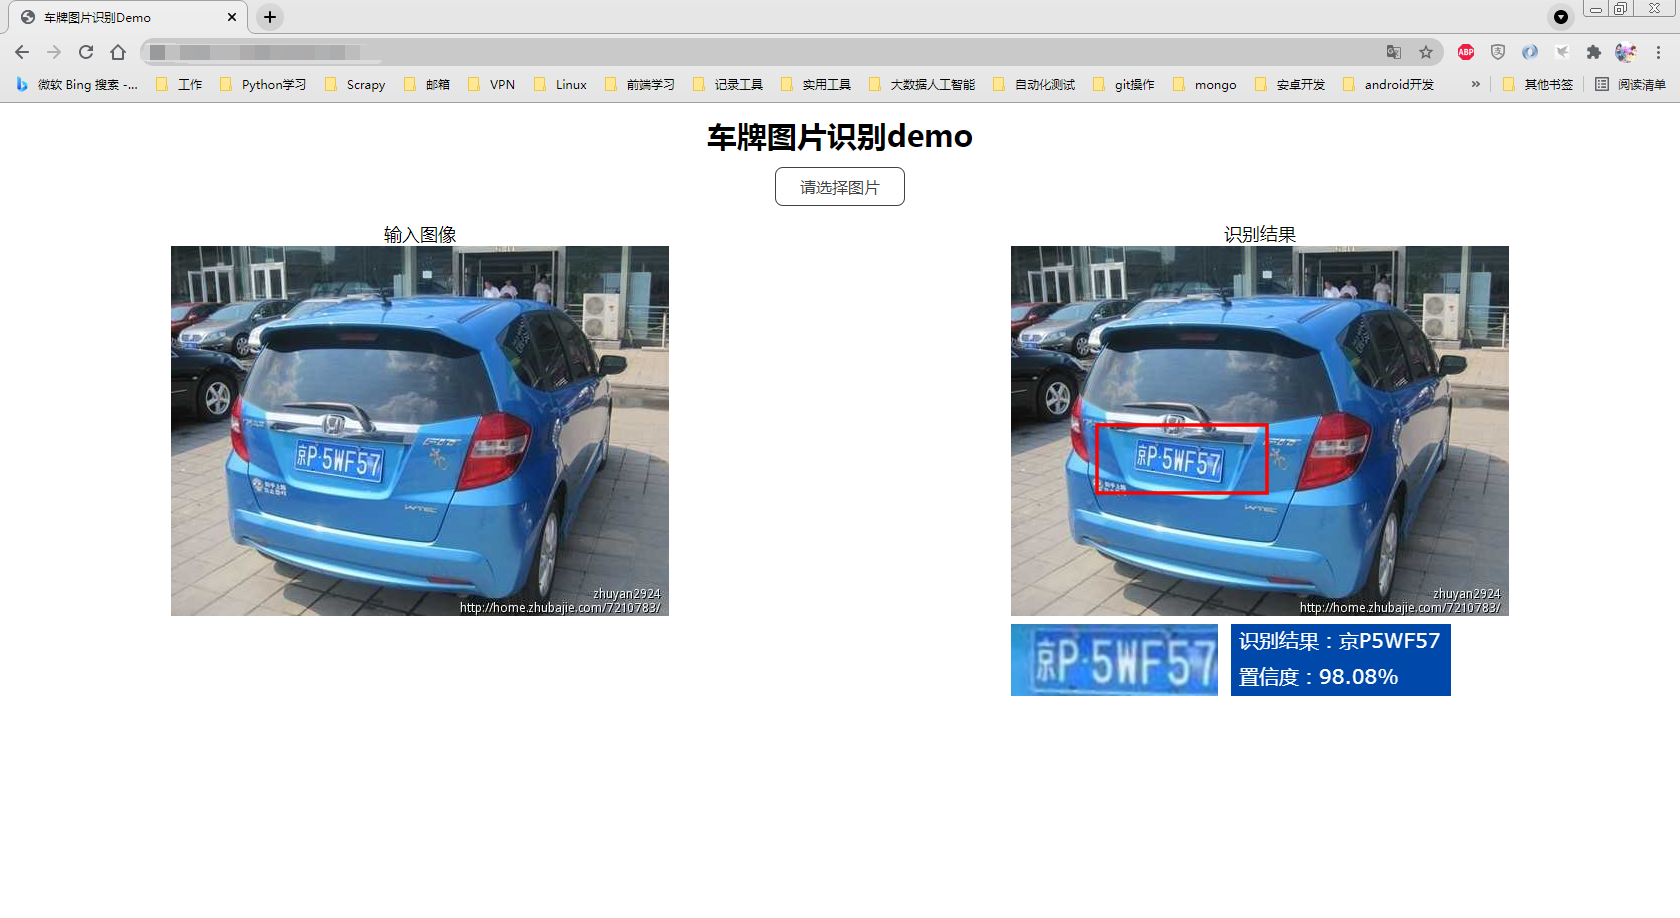 车牌图片识别Demo
微软 Bing 搜索 -...
工作
Python学习
Scrapy
邮箱
VPN
Linux
前端学习
记录工具
实用工具
大数据人工智能
自动化测试
git操作
mongo
安卓开发
android开发
»
其他书签
阅读清单
ABP
车牌图片识别demo
请选择图片
输入图像
识别结果
京P·5WF57
FIT
VTEC
zhuyan2924
http://home.zhubajie.com/7210783/
京P·5WF57
FIT
VTEC
zhuyan2924
http://home.zhubajie.com/7210783/
京P·5WF57
识别结果：京P5WF57
置信度：98.08%